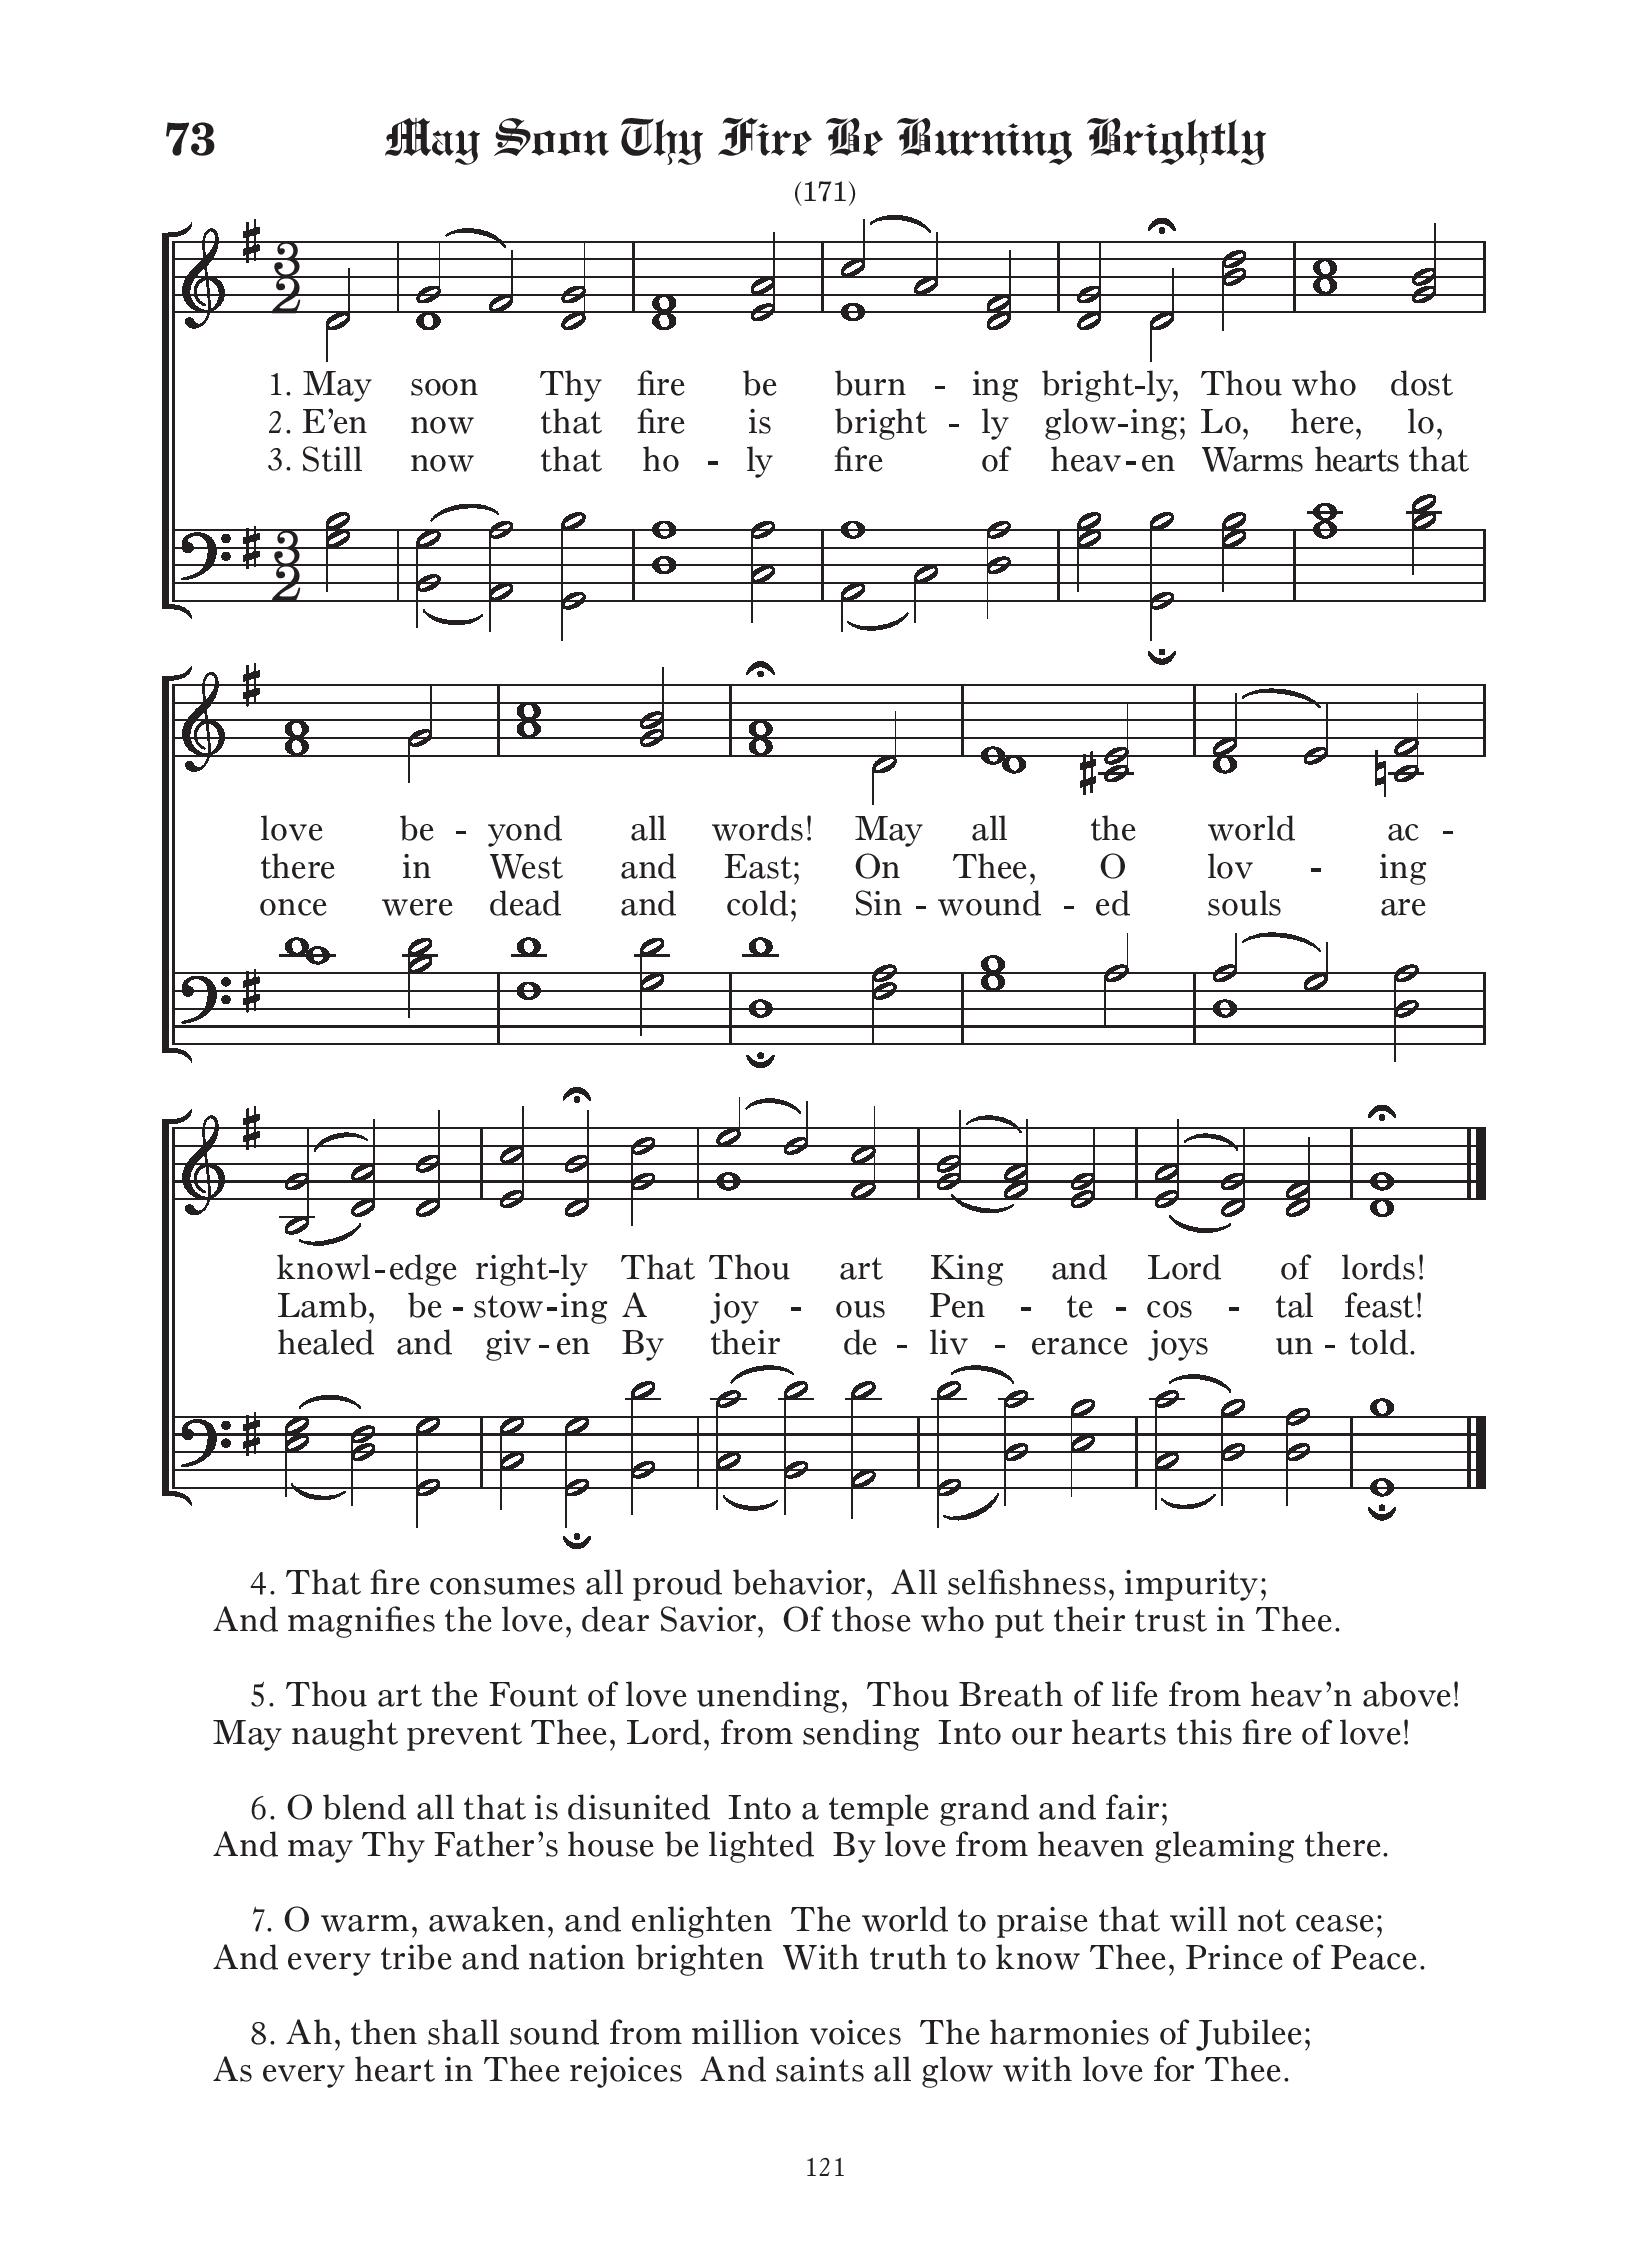 73 May Soon Thy Fire Be Burning Brightly
(171)
1. May soon Thy fire be burn - ing bright-ly, Thou who dost
2. E’en now that fire is bright - ly glow-ing; Lo, here, lo,
3. Still now that ho - ly fire of heav-en Warms hearts that
love be - yond all words! May all the world ac -
there in West and East; On Thee, O lov - ing
once were dead and cold; Sin - wound - ed souls are
knowl-edge right-ly That Thou art King and Lord of lords!
Lamb, be - stow-ing A joy - ous Pen - te - cos - tal feast!
healed and giv-en By their de - liv - erance joys un - told.
4. That fire consumes all proud behavior, All selfishness, impurity;
And magnifies the love, dear Savior, Of those who put their trust in Thee.
5. Thou art the Fount of love unending, Thou Breath of life from heav’n above!
May naught prevent Thee, Lord, from sending Into our hearts this fire of love!
6. O blend all that is disunited Into a temple grand and fair;
And may Thy Father’s house be lighted By love from heaven gleaming there.
7. O warm, awaken, and enlighten The world to praise that will not cease;
And every tribe and nation brighten With truth to know Thee, Prince of Peace.
8. Ah, then shall sound from million voices The harmonies of Jubilee;
As every heart in Thee rejoices And saints all glow with love for Thee.
121